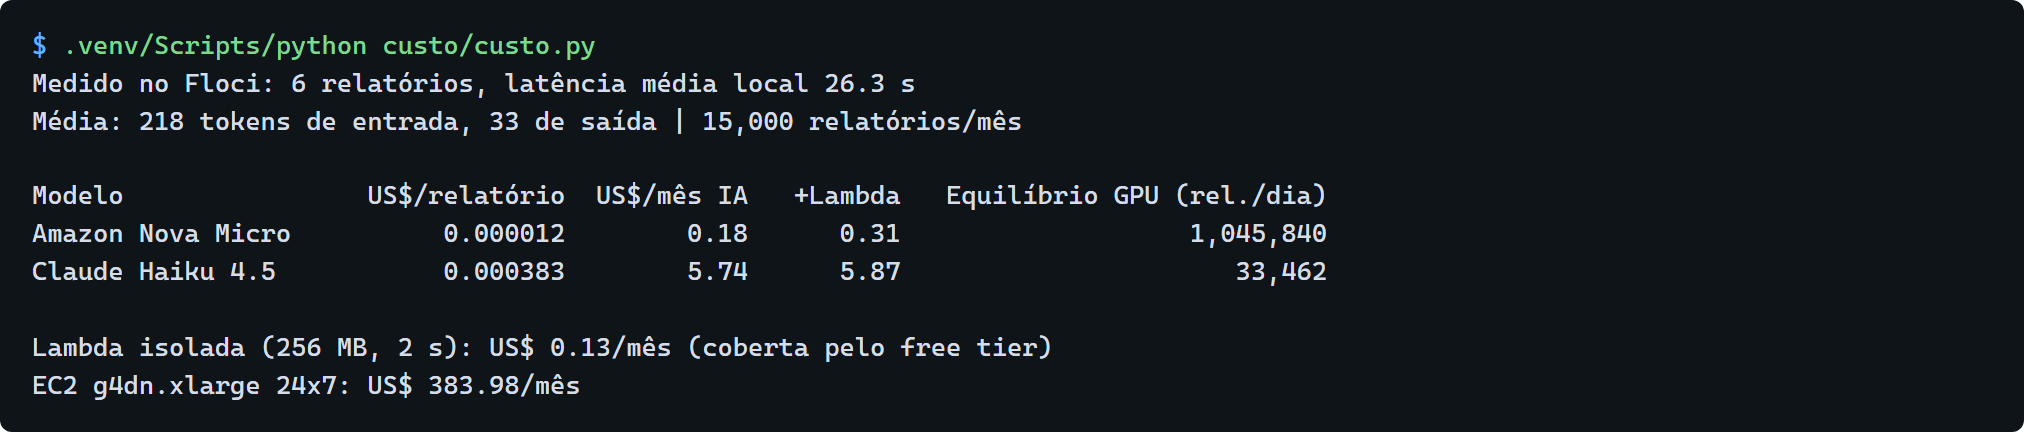 $ .venv/Scripts/python custo/custo.py
Medido no Floci: 6 relatórios, latência média local 26.3 s
Média: 218 tokens de entrada, 33 de saída | 15,000 relatórios/mês
Modelo US$/relatório US$/mês IA +Lambda Equilíbrio GPU (rel./dia)
Amazon Nova Micro 0.000012 0.18 0.31 1,045,840
Claude Haiku 4.5 0.000383 5.74 5.87 33,462
Lambda isolada (256 MB, 2 s): US$ 0.13/mês (coberta pelo free tier)
EC2 g4dn.xlarge 24x7: US$ 383.98/mês